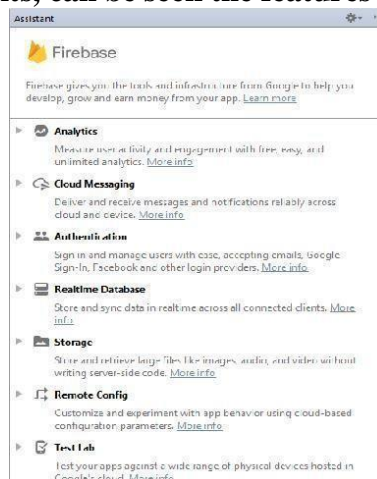 can be seen the features
Assistant
Firebase
Firebase gives you the tools and infrastructure from Google to help you
develop, grow and earn money from your app. Learn more
Analytics
Measure user activity and engagement with free, easy, and
unlimited analytics. More info
Cloud Messaging
Deliver and receive messages and notifications reliably across
cloud and device. More info
Authentication
Sign in and manage users with ease, accepting emails, Google
Sign-In, Facebook and other login providers. More info
Realtime Database
Store and sync data in realtime across all connected clients. More
info
Storage
Store and retrieve large files like images, audio, and video without
writing server-side code. More info
Remote Config
Customize and experiment with app behavior using cloud-based
configuration parameters. More info
Test Lab
Test your apps against a wide range of physical devices hosted in
Google's cloud. More info